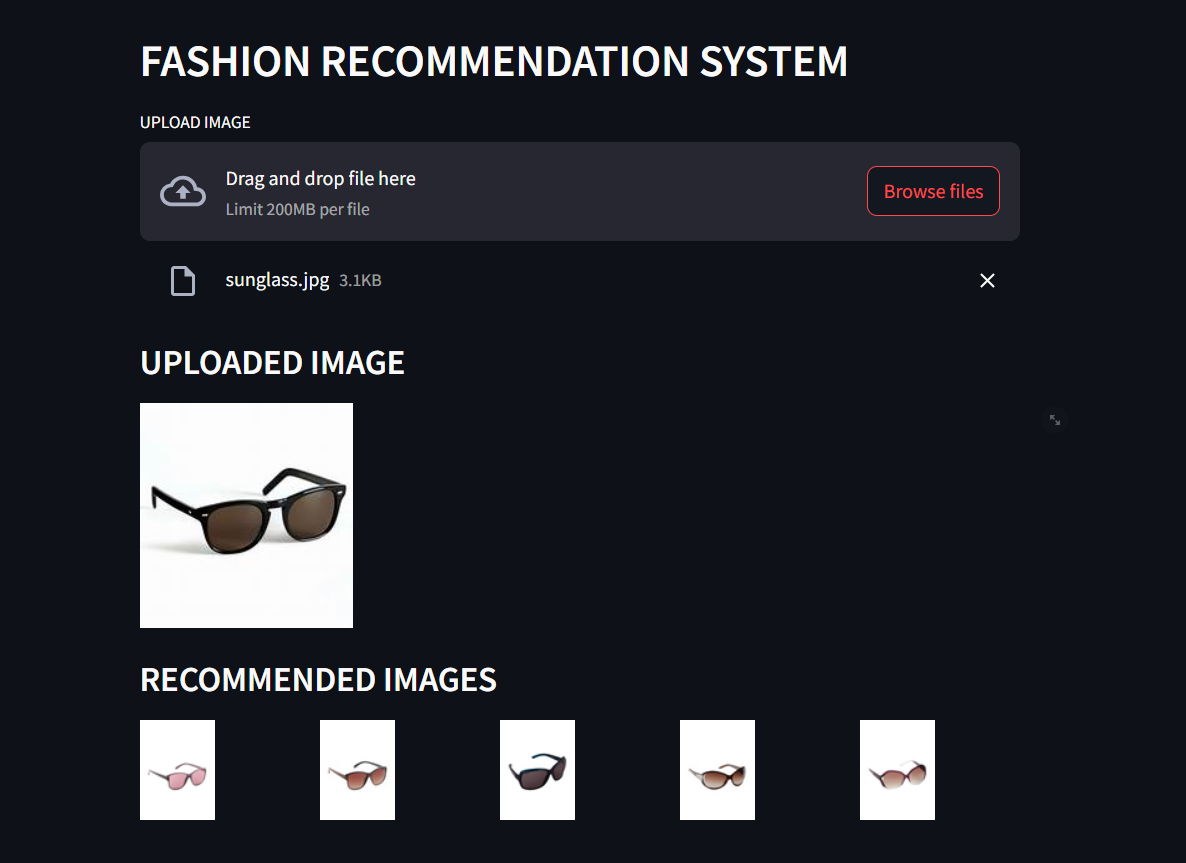 FASHION RECOMMENDATION SYSTEM
UPLOAD IMAGE
Drag and drop file here
Limit 200MB per file
Browse files
sunglass.jpg 3.1KB
UPLOADED IMAGE
RECOMMENDED IMAGES